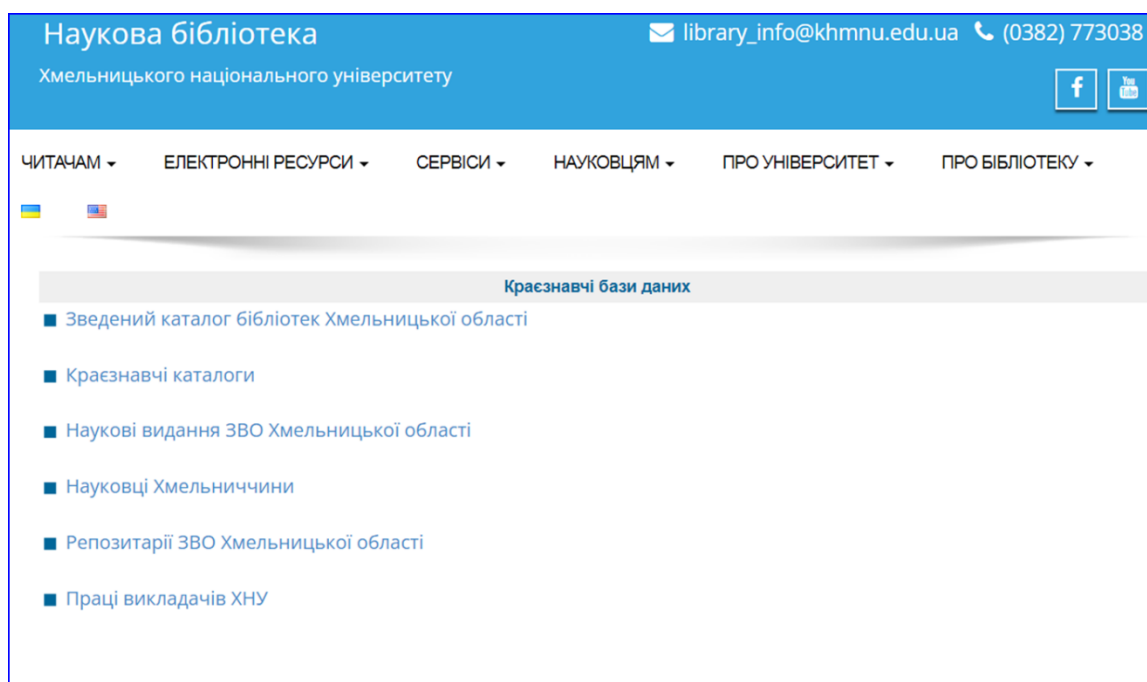 Наукова бібліотека
library_info@khmnu.edu.ua (0382) 773038
Хмельницького національного університету
f You Tube
ЧИТАЧАМ ЕЛЕКТРОННІ РЕСУРСИ СЕРВІСИ НАУКОВЦЯМ ПРО УНІВЕРСИТЕТ ПРО БІБЛІОТЕКУ
Краєзнавчі бази даних
Зведений каталог бібліотек Хмельницької області
Краєзнавчі каталоги
Наукові видання ЗВО Хмельницької області
Науковці Хмельниччини
Репозитарії ЗВО Хмельницької області
Праці викладачів ХНУ